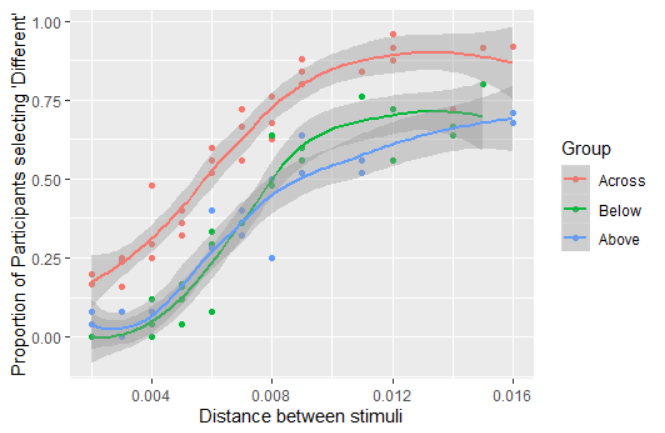 Proportion of Participants selecting 'Different'
1.00
0.75
0.50
0.25
0.00
0.004 0.008 0.012 0.016
Distance between stimuli
Group
Across
Below
Above